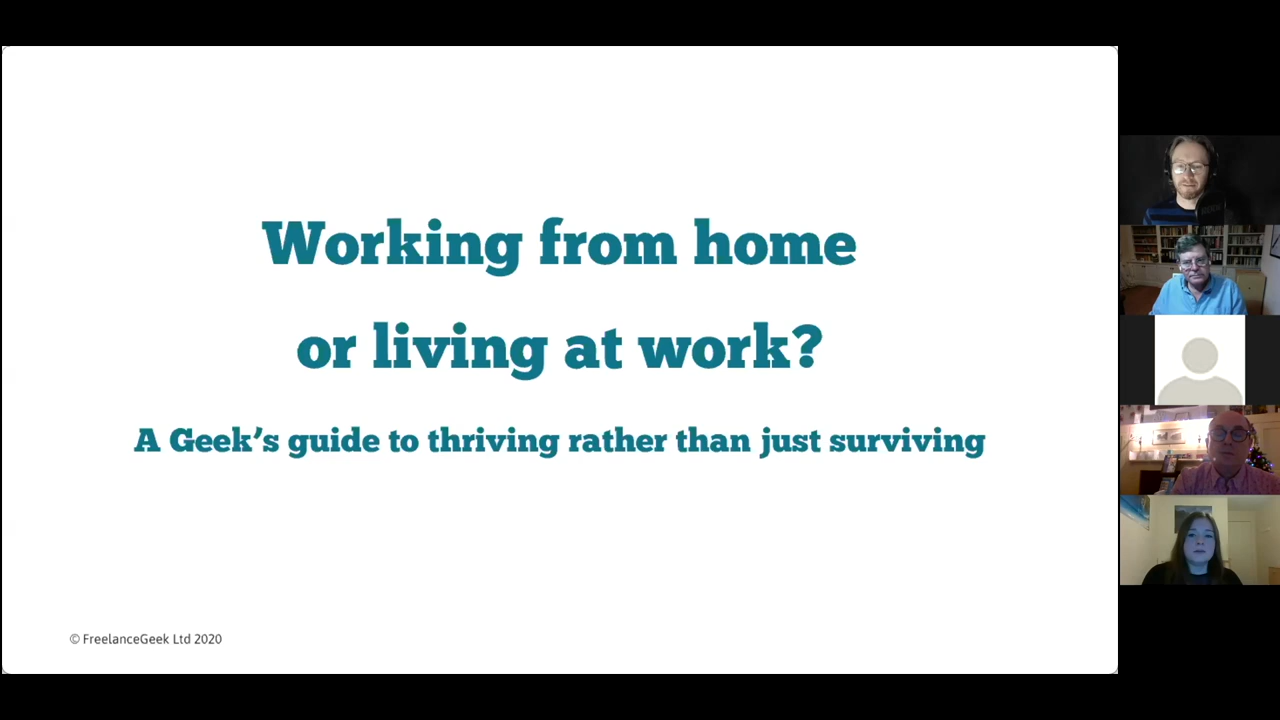 Working from home
or living at work?
A Geek’s guide to thriving rather than just surviving
© FreelanceGeek Ltd 2020